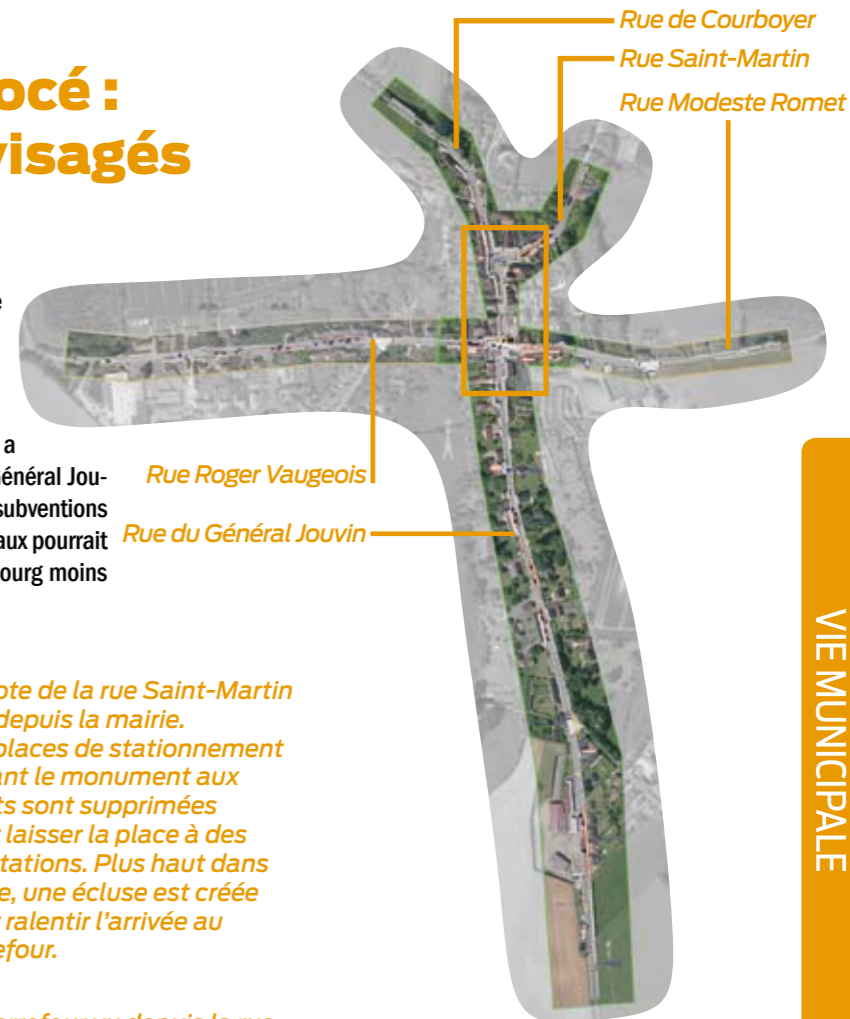 Rue de Courboyer
Rue Saint-Martin
Rue Modeste Romet
océ :
visagés
e
a
Général Jou-
subventions
aux pourrait
bourg moins
Rue Roger Vaugeois
Rue du Général Jouvin
ote de la rue Saint-Martin
depuis la mairie.
places de stationnement
ant le monument aux
ts sont supprimées
r laisser la place à des
tations. Plus haut dans
e, une écluse est créée
r ralentir l’arrivée au
efour.
VIE MUNICIPALE